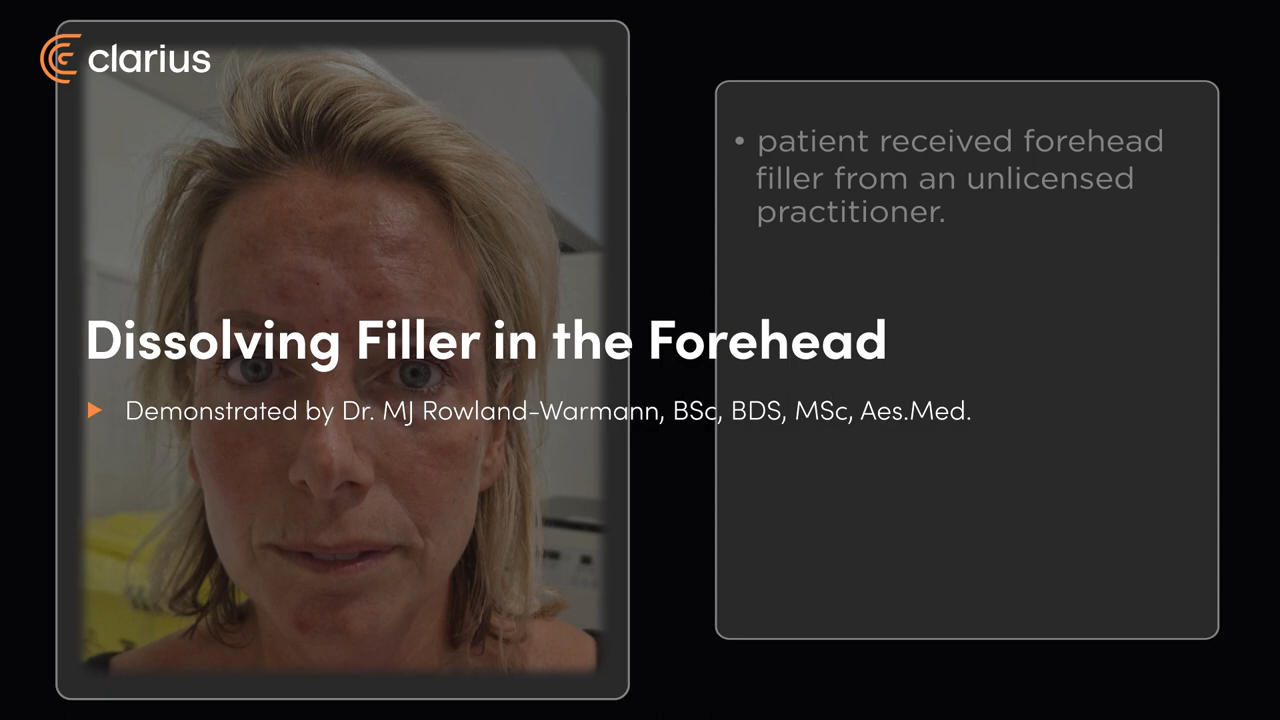 clarius
• patient received forehead
filler from an unlicensed
practitioner.
Dissolving Filler in the Forehead
Demonstrated by Dr. MJ Rowland-Warmann, BSc, BDS, MSc, Aes.Med.